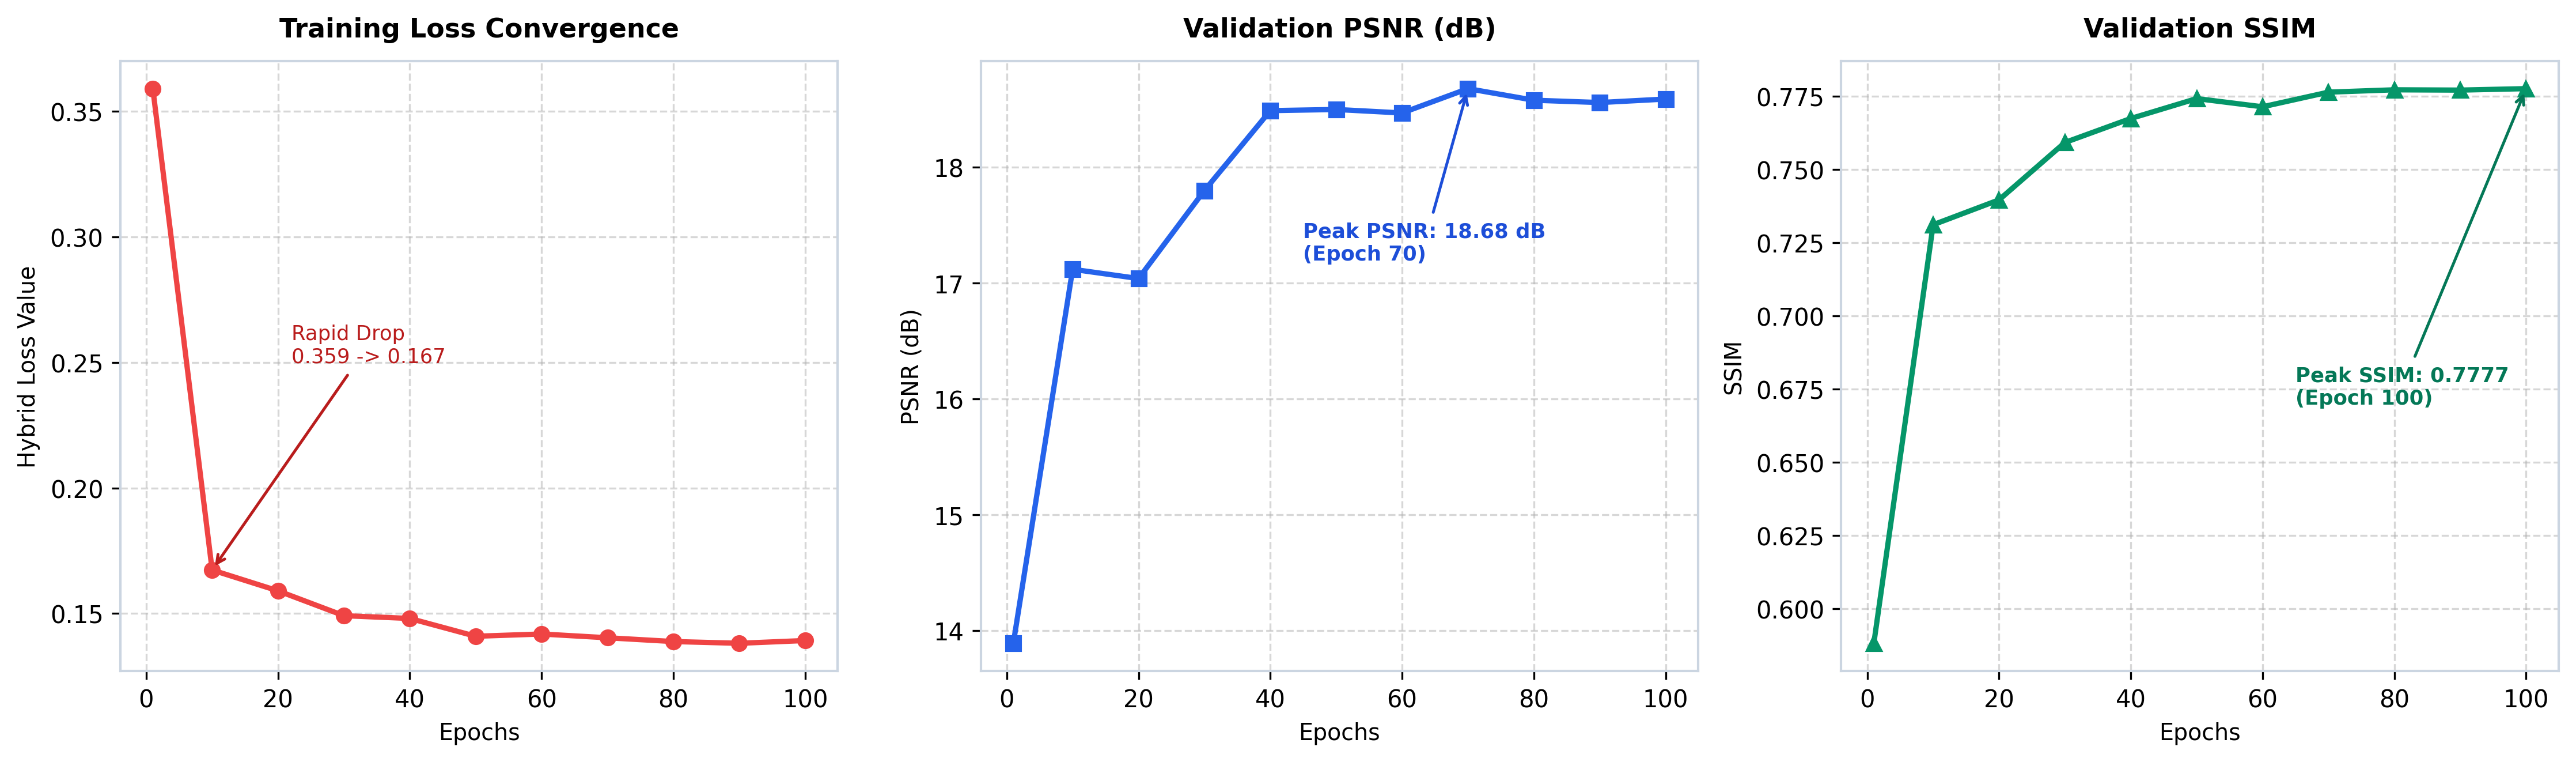 Training Loss Convergence
Hybrid Loss Value
0.35
0.30
0.25
0.20
0.15
Rapid Drop
0.359 -> 0.167
0 20 40 60 80 100
Epochs
Validation PSNR (dB)
PSNR (dB)
18
17
16
15
14
Peak PSNR: 18.68 dB
(Epoch 70)
0 20 40 60 80 100
Epochs
Validation SSIM
SSIM
0.775
0.750
0.725
0.700
0.675
0.650
0.625
0.600
Peak SSIM: 0.7777
(Epoch 100)
0 20 40 60 80 100
Epochs